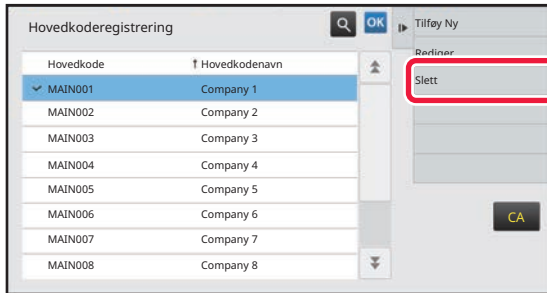 Hovedkoderegistrering
OK
Tilføy Ny
Rediger
Slett
Hovedkode Hovedkodenavn
MAIN001 Company 1
MAIN002 Company 2
MAIN003 Company 3
MAIN004 Company 4
MAIN005 Company 5
MAIN006 Company 6
MAIN007 Company 7
MAIN008 Company 8
CA